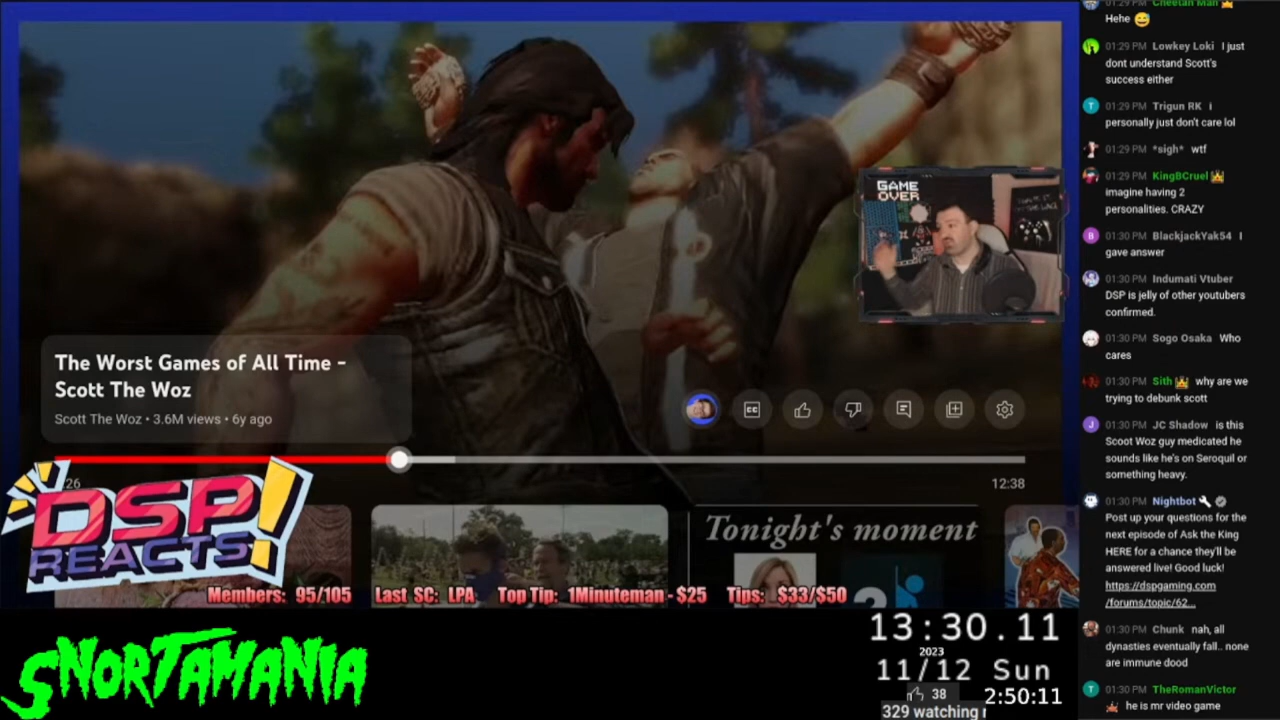 GAME
OVER
The Worst Games of All Time -
Scott The Woz
Scott The Woz • 3.6M views • 6y ago
CC
26
12:38
DSP
REACTS!
Tonight's moment
Members: 95/105
Last SC: LPA
Top Tip: 1Minuteman - $25
Tips: $33/$50
SNORTAMANIA
13:30.11
2023
11/12 Sun
38
2:50:11
329 watching
01:29 PM Cheetah Man
Hehe 😅
01:29 PM Lowkey Loki I just
dont understand Scott's
success either
T 01:29 PM Trigun RK i
personally just don't care lol
01:29 PM *sigh* wtf
01:29 PM KingBCruel
imagine having 2
personalities. CRAZY
B 01:30 PM BlackjackYak54 I
gave answer
01:30 PM Indumati Vtuber
DSP is jelly of other youtubers
confirmed.
01:30 PM Sogo Osaka Who
cares
01:30 PM Sith why are we
trying to debunk scott
J 01:30 PM JC Shadow is this
Scoot Woz guy medicated he
sounds like he's on Seroquil or
something heavy.
01:30 PM Nightbot
Post up your questions for the
next episode of Ask the King
HERE for a chance they'll be
answered live! Good luck!
https://dspgaming.com
/forums/topic/62...
01:30 PM Chunk nah, all
dynasties eventually fall.. none
are immune dood
T 01:30 PM TheRomanVictor
he is mr video game